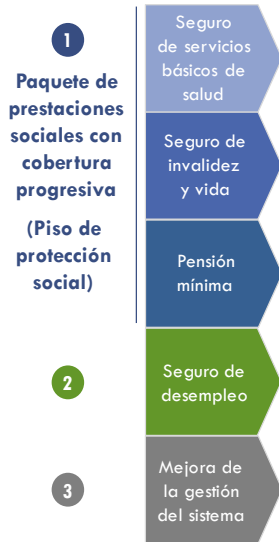 1
Paquete de
prestaciones
sociales con
cobertura
progresiva
(Piso de
protección
social)
Seguro
de servicios
básicos de
salud
Seguro de
invalidez
y vida
Pensión
mínima
2
Seguro de
desempleo
3
Mejora de
la gestión
del sistema